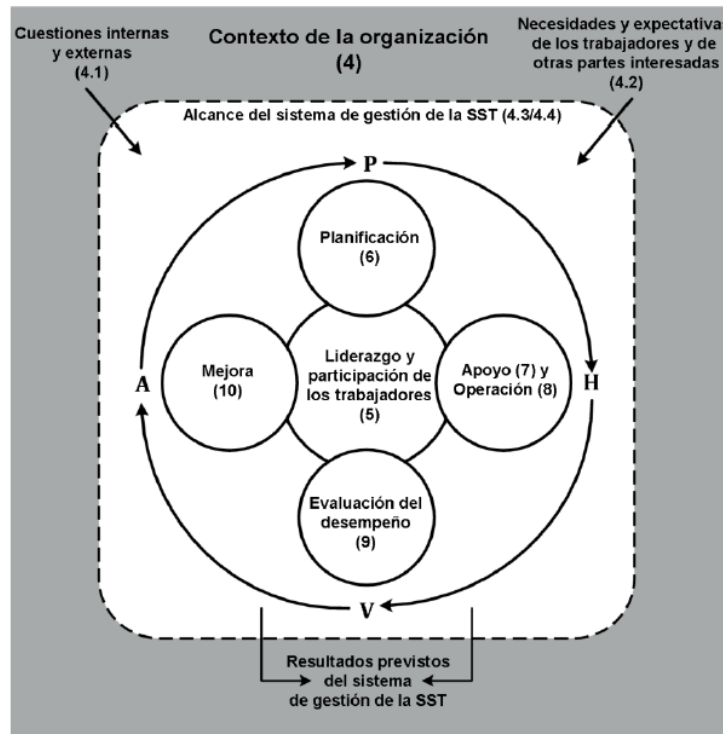 Cuestiones internas
y externas
(4.1)
Contexto de la organización
(4)
Necesidades y expectativas
de los trabajadores y de
otras partes interesadas
(4.2)
Alcance del sistema de gestión de la SST (4.3/4.4)
P
Planificación
(6)
A
Mejora
(10)
Liderazgo y
participación de
los trabajadores
(5)
Apoyo (7) y
Operación (8)
H
Evaluación del
desempeño
(9)
V
Resultados previstos
del sistema
de gestión de la SST